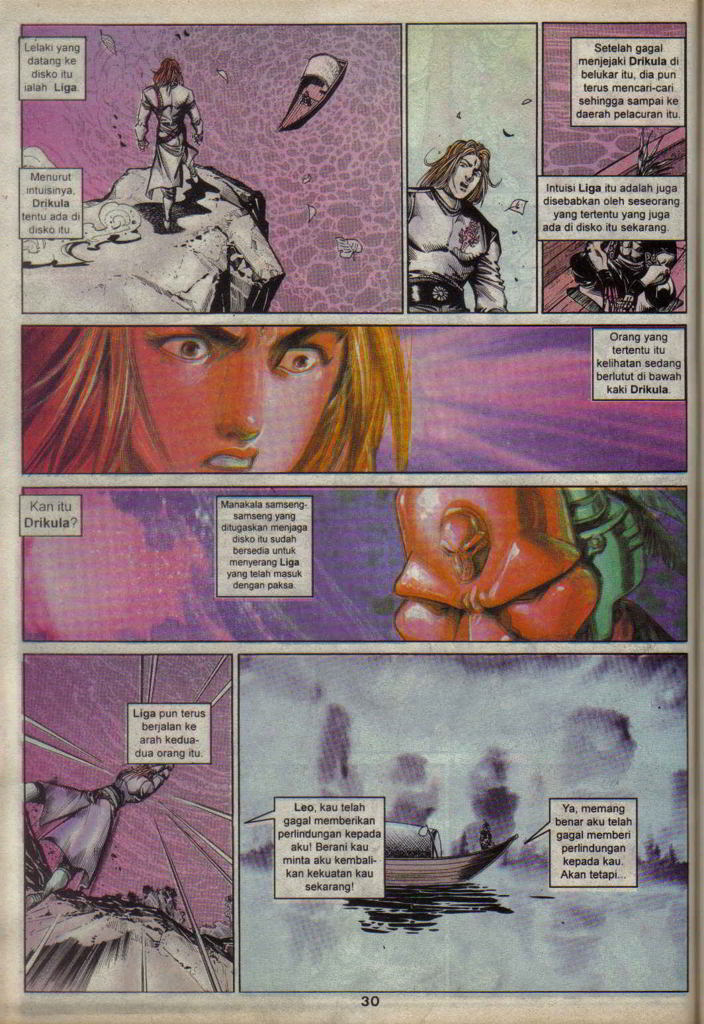 Lelaki yang
datang ke
disko itu
ialah Liga.
Menurut
intuisinya,
Drikula
tentu ada di
disko itu.
Setelah gagal
menjejaki Drikula di
belukar itu, dia pun
terus mencari-cari
sehingga sampai ke
daerah pelacuran itu.
Intuisi Liga itu adalah juga
disebabkan oleh seseorang
yang tertentu yang juga
ada di disko itu sekarang.
Orang yang
tertentu itu
kelihatan sedang
berlutut di bawah
kaki Drikula.
Kan itu
Drikula?
Manakala samseng-
samseng yang
ditugaskan menjaga
disko itu sudah
bersedia untuk
menyerang Liga
yang telah masuk
dengan paksa.
Liga pun terus
berjalan ke
arah kedua-
dua orang itu.
Leo, kau telah
gagal memberikan
perlindungan kepada
aku! Berani kau
minta aku kembali-
kan kekuatan kau
sekarang!
Ya, memang
benar aku telah
gagal memberi
perlindungan
kepada kau.
Akan tetapi...
30